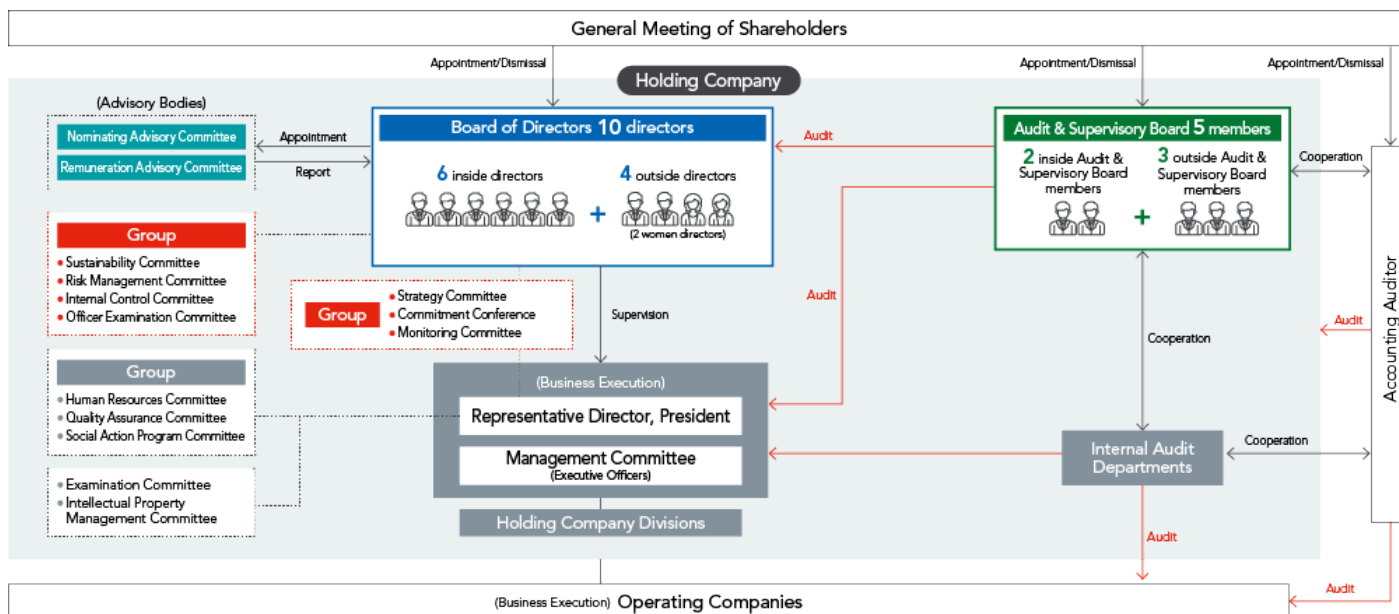 General Meeting of Shareholders
Appointment/Dismissal
Appointment/Dismissal
Appointment/Dismissal
Holding Company
(Advisory Bodies)
Nominating Advisory Committee
Remuneration Advisory Committee
Appointment
Report
Board of Directors 10 directors
6 inside directors
4 outside directors
+
(2 women directors)
Audit
Audit & Supervisory Board 5 members
2 inside Audit &
Supervisory Board
members
3 outside Audit &
Supervisory Board
members
+
Cooperation
Accounting Auditor
Group
• Sustainability Committee
• Risk Management Committee
• Internal Control Committee
• Officer Examination Committee
Group
• Strategy Committee
• Commitment Conference
• Monitoring Committee
Supervision
Audit
Audit
Cooperation
Group
• Human Resources Committee
• Quality Assurance Committee
• Social Action Program Committee
• Examination Committee
• Intellectual Property
Management Committee
(Business Execution)
Representative Director, President
Management Committee
(Executive Officers)
Holding Company Divisions
Internal Audit
Departments
Cooperation
Audit
Audit
(Business Execution) Operating Companies